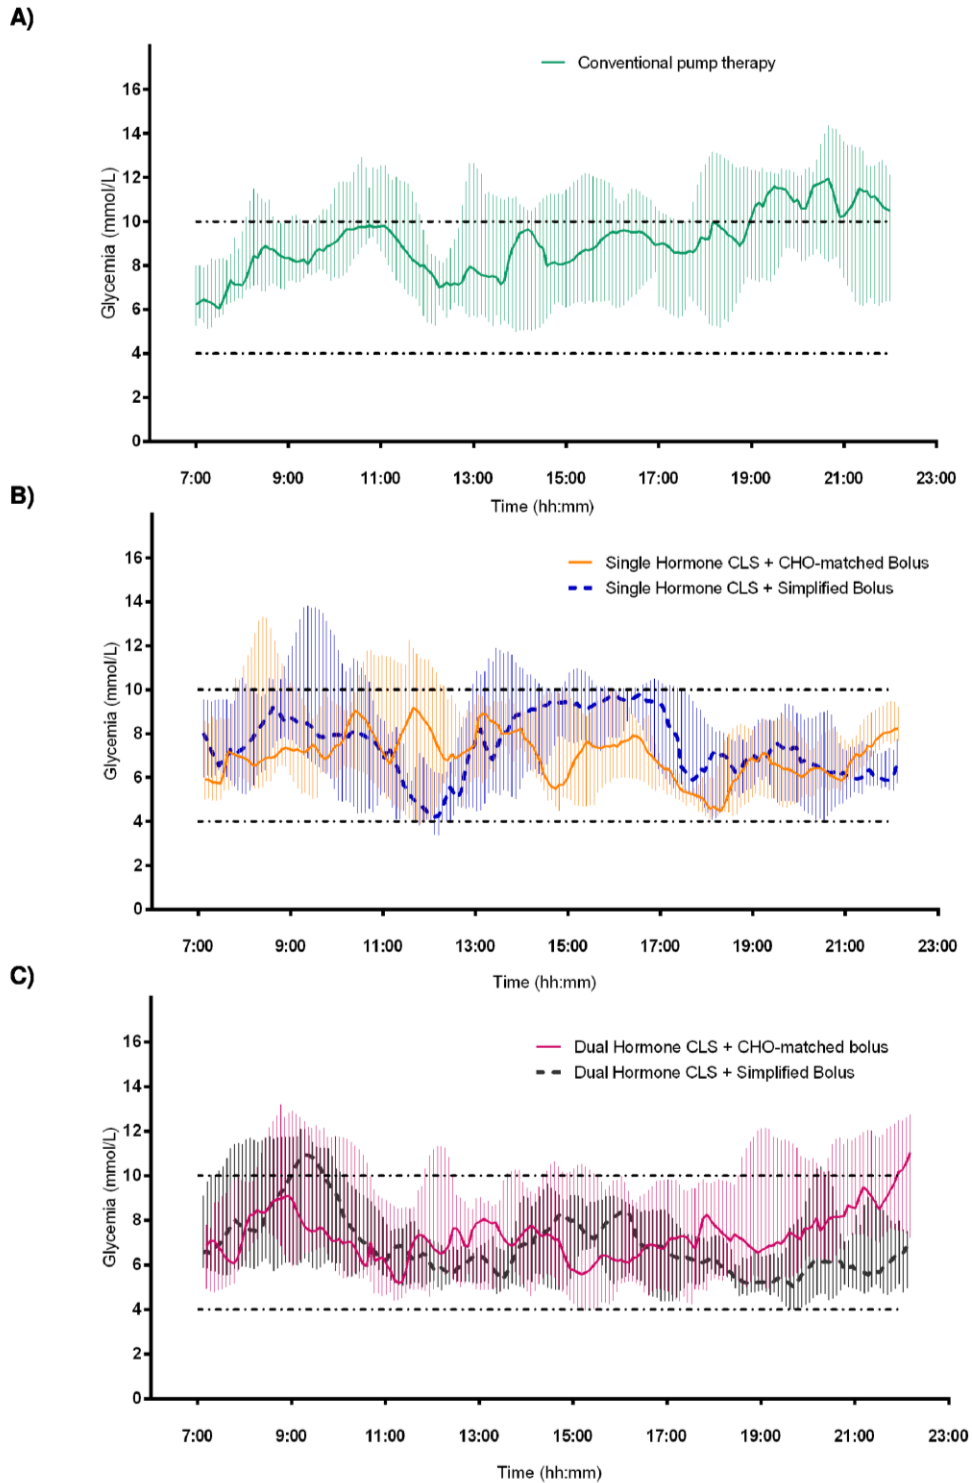 A)
Conventional pump therapy
Glycemia (mmol/L)
16
14
12
10
8
6
4
2
0
7:00 9:00 11:00 13:00 15:00 17:00 19:00 21:00 23:00
Time (hh:mm)
B)
Single Hormone CLS + CHO-matched Bolus
Single Hormone CLS + Simplified Bolus
Glycemia (mmol/L)
16
14
12
10
8
6
4
2
0
7:00 9:00 11:00 13:00 15:00 17:00 19:00 21:00 23:00
Time (hh:mm)
C)
Dual Hormone CLS + CHO-matched bolus
Dual Hormone CLS + Simplified Bolus
Glycemia (mmol/L)
16
14
12
10
8
6
4
2
0
7:00 9:00 11:00 13:00 15:00 17:00 19:00 21:00 23:00
Time (hh:mm)